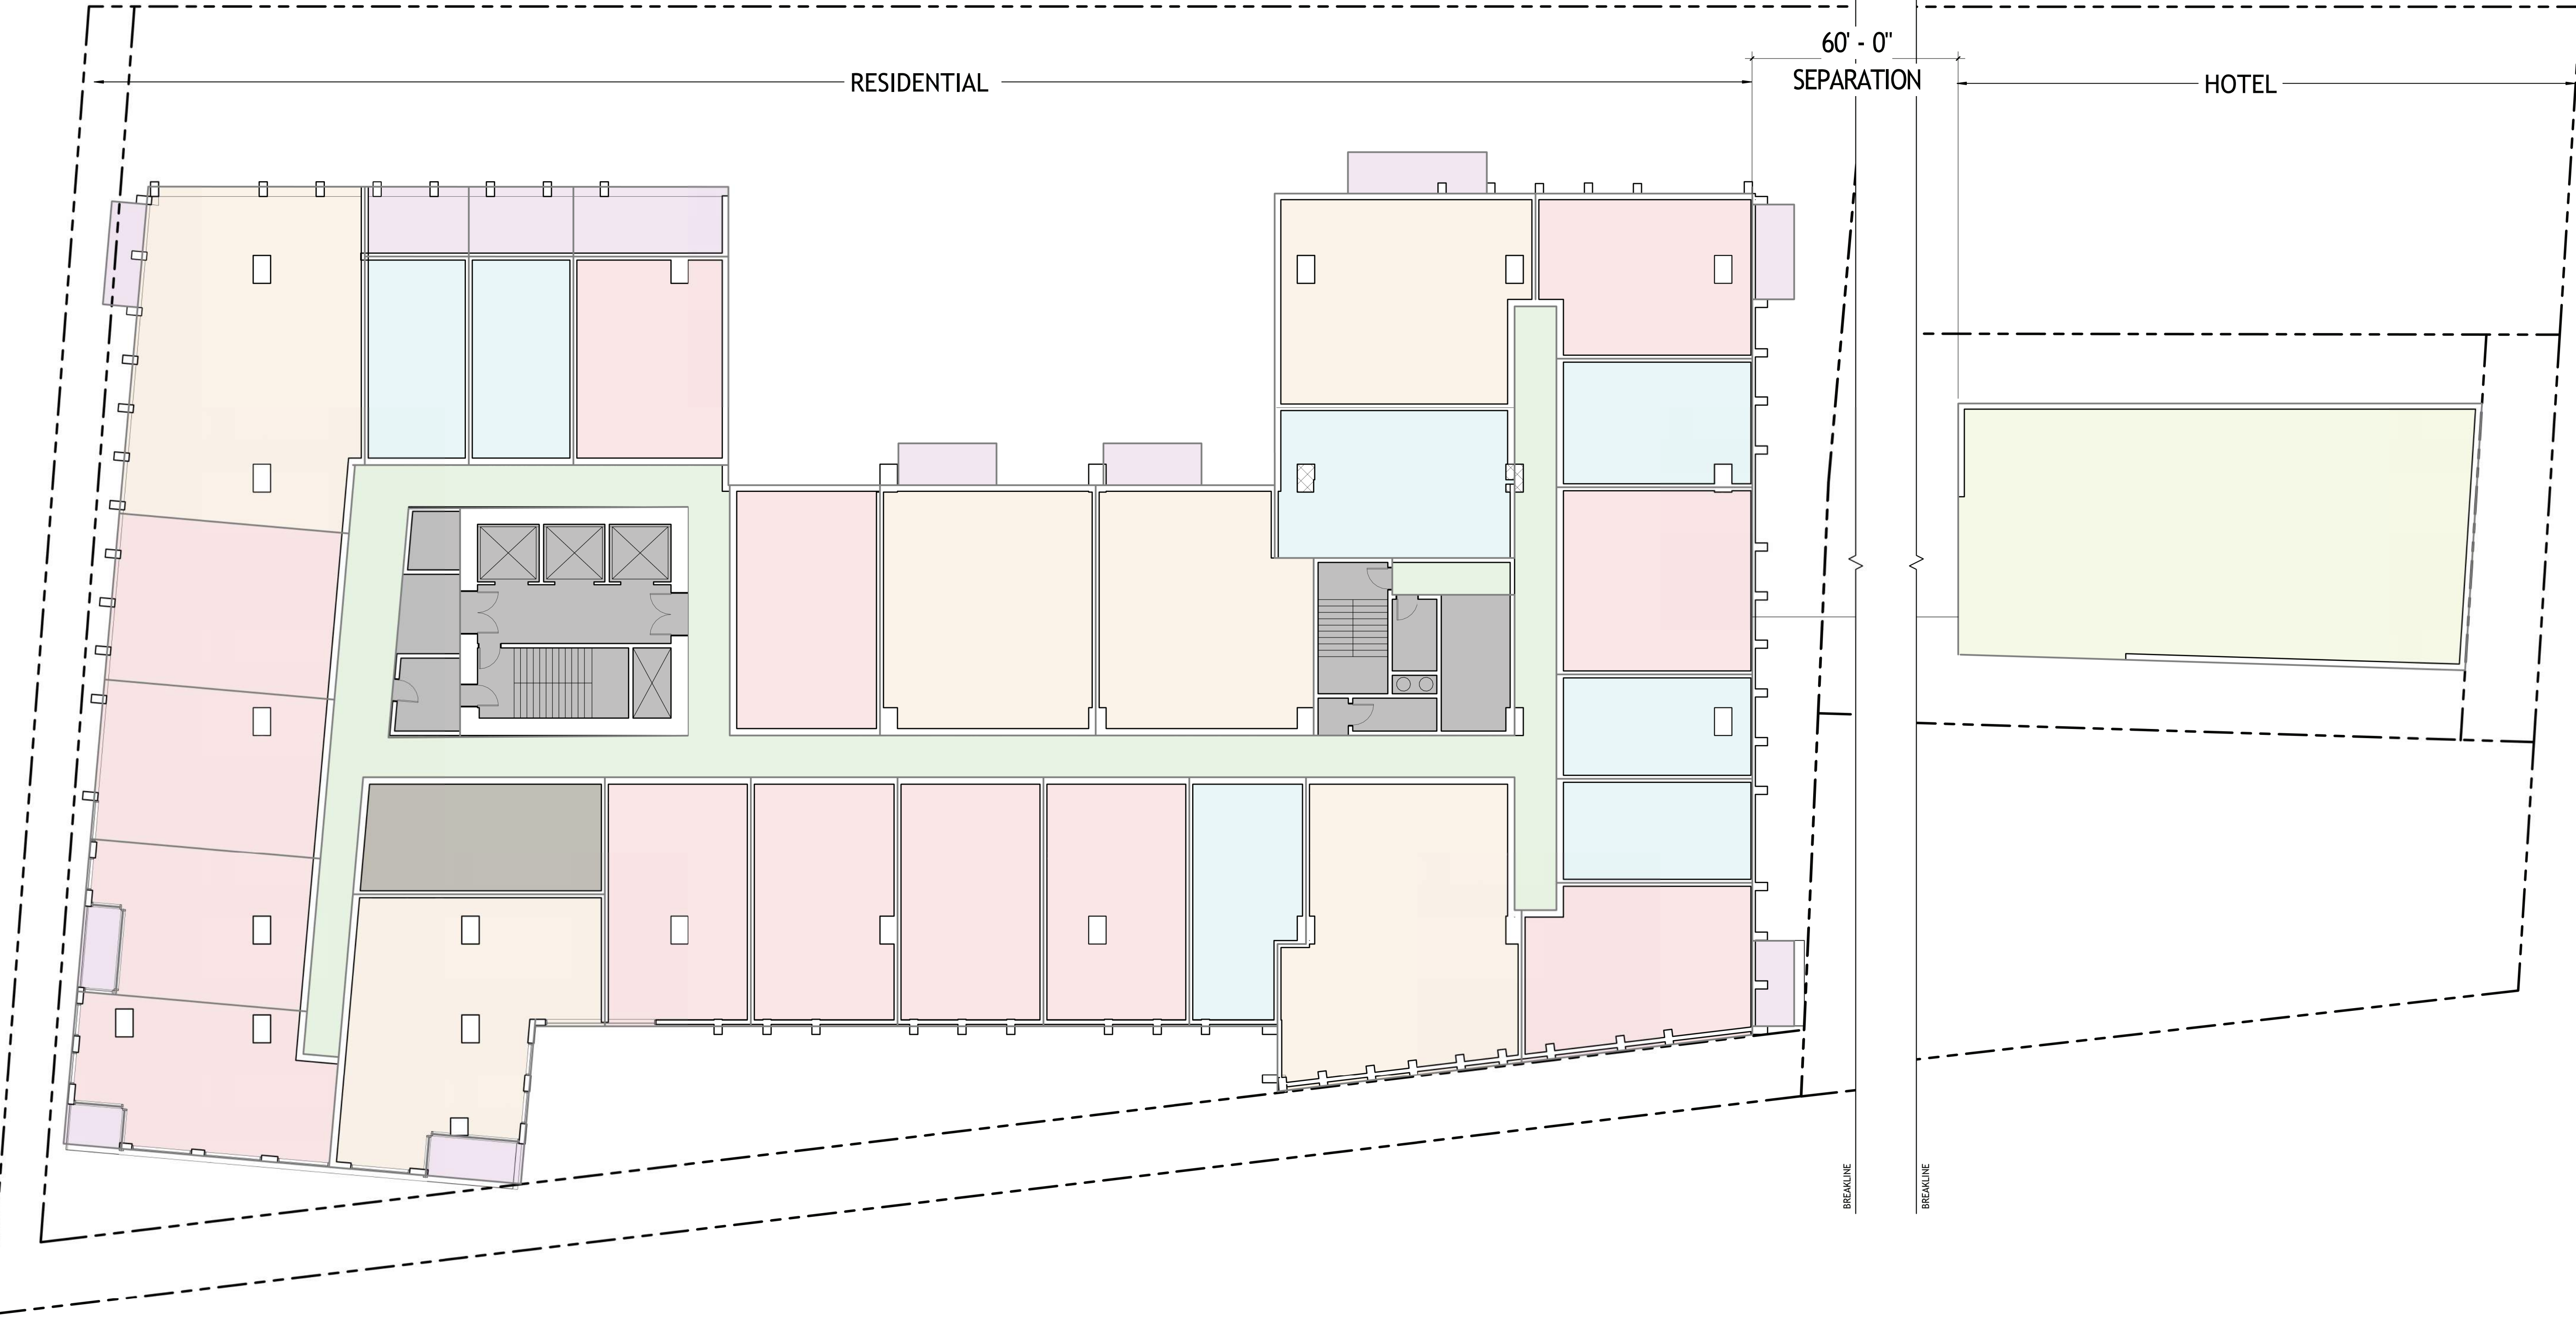 60' - 0"
SEPARATION
RESIDENTIAL
HOTEL
BREAKLINE
BREAKLINE